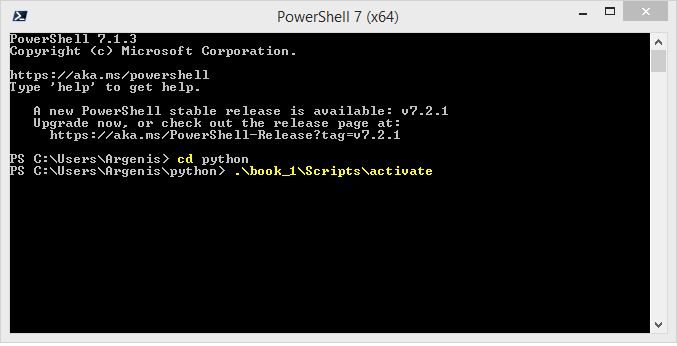 PowerShell 7 (x64)
PowerShell 7.1.3
Copyright (c) Microsoft Corporation.
https://aka.ms/powershell
Type 'help' to get help.
A new PowerShell stable release is available: v7.2.1
Upgrade now, or check out the release page at:
https://aka.ms/PowerShell-Release?tag=v7.2.1
PS C:\Users\Argenis> cd python
PS C:\Users\Argenis\python> .\book_1\Scripts\activate